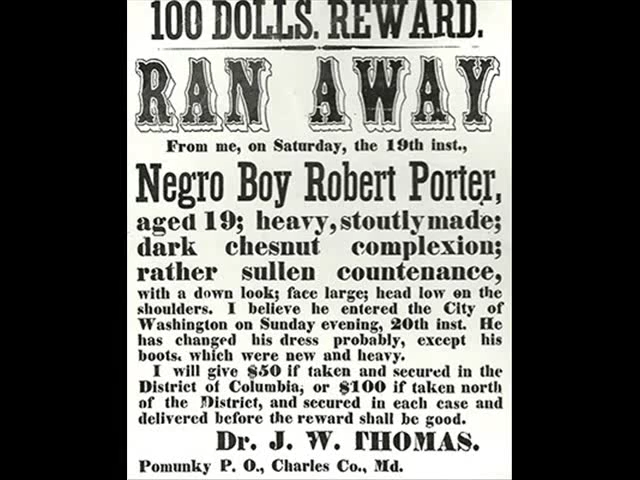 100 DOLLS. REWARD.
RAN AWAY
From me, on Saturday, the 19th inst.,
Negro Boy Robert Porter,
aged 19; heavy, stoutly made;
dark chesnut complexion;
rather sullen countenance,
with a down look; face large; head low on the
shoulders. I believe he entered the City of
Washington on Sunday evening, 20th inst. He
has changed his dress probably, except his
boots, which were new and heavy.
I will give $50 if taken and secured in the
District of Columbia, or $100 if taken north
of the District, and secured in each case and
delivered before the reward shall be good.
Dr. J. W. THOMAS.
Pomunky P. O., Charles Co., Md.